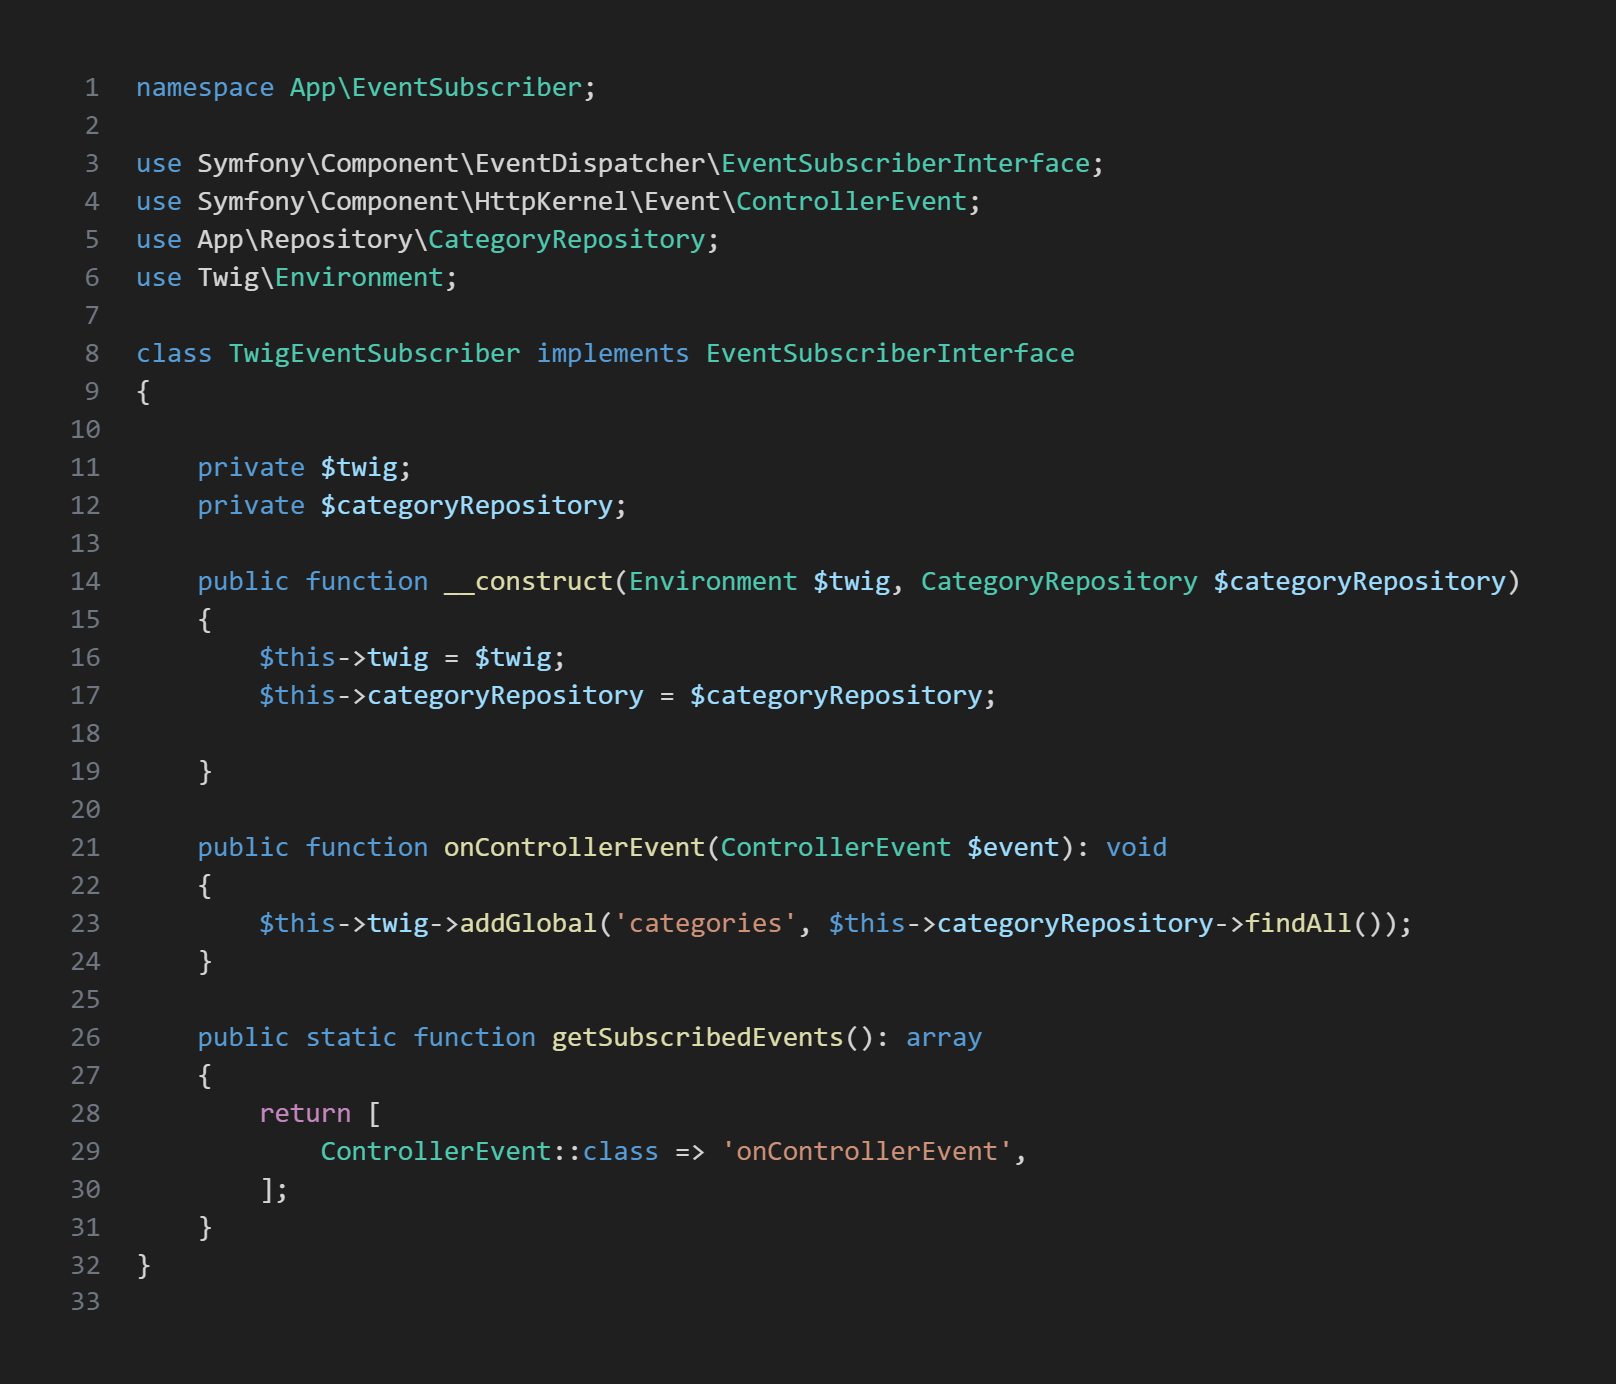 1 namespace App\EventSubscriber;
2
3 use Symfony\Component\EventDispatcher\EventSubscriberInterface;
4 use Symfony\Component\HttpKernel\Event\ControllerEvent;
5 use App\Repository\CategoryRepository;
6 use Twig\Environment;
7
8 class TwigEventSubscriber implements EventSubscriberInterface
9 {
10
11     private $twig;
12     private $categoryRepository;
13
14     public function __construct(Environment $twig, CategoryRepository $categoryRepository)
15     {
16         $this->twig = $twig;
17         $this->categoryRepository = $categoryRepository;
18
19     }
20
21     public function onControllerEvent(ControllerEvent $event): void
22     {
23         $this->twig->addGlobal('categories', $this->categoryRepository->findAll());
24     }
25
26     public static function getSubscribedEvents(): array
27     {
28         return [
29             ControllerEvent::class => 'onControllerEvent',
30         ];
31     }
32 }
33